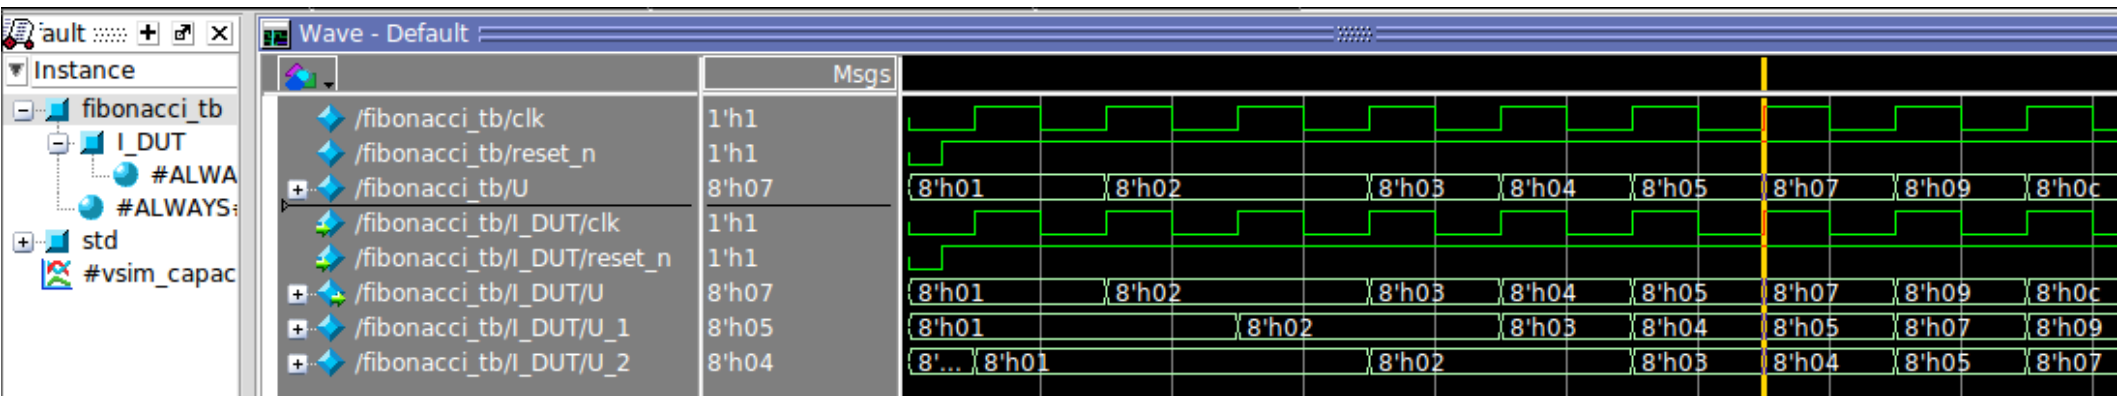 ault
Wave - Default
Instance
Msgs
fibonacci_tb
I_DUT
#ALWA
#ALWAYS
std
#vsim_capac
/fibonacci_tb/clk 1'h1
/fibonacci_tb/reset_n 1'h1
/fibonacci_tb/U 8'h07 8'h01 8'h02 8'h03 8'h04 8'h05 8'h07 8'h09 8'h0c
/fibonacci_tb/I_DUT/clk 1'h1
/fibonacci_tb/I_DUT/reset_n 1'h1
/fibonacci_tb/I_DUT/U 8'h07 8'h01 8'h02 8'h03 8'h04 8'h05 8'h07 8'h09 8'h0c
/fibonacci_tb/I_DUT/U_1 8'h05 8'h01 8'h02 8'h03 8'h04 8'h05 8'h07 8'h09
/fibonacci_tb/I_DUT/U_2 8'h04 8'... 8'h01 8'h02 8'h03 8'h04 8'h05 8'h07